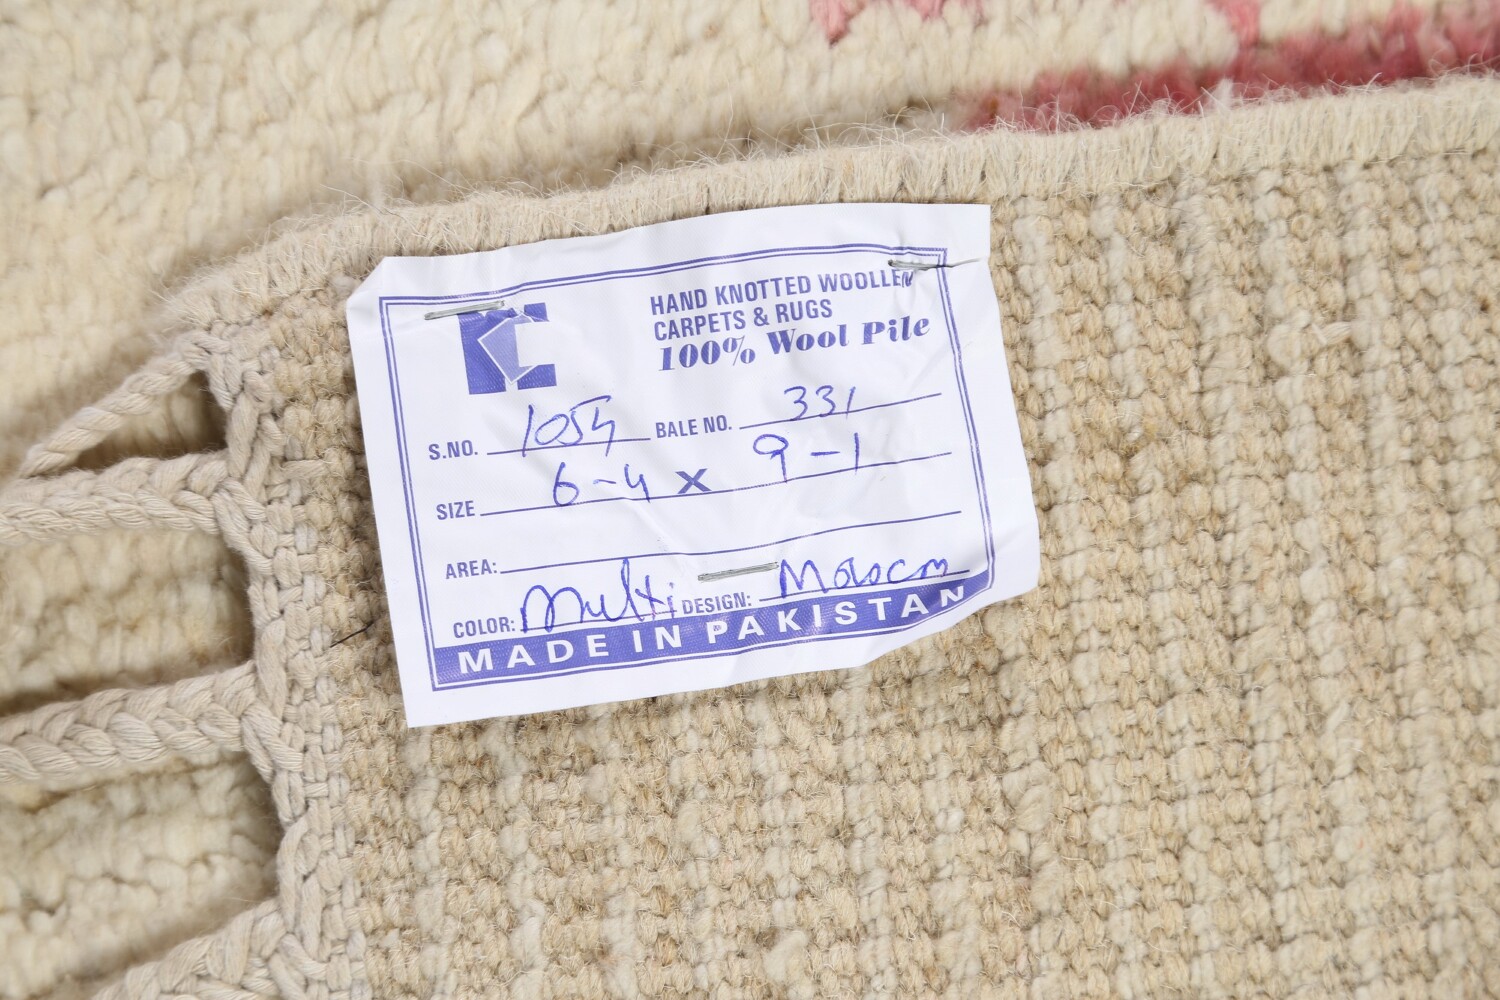 HAND KNOTTED WOOLLEN
CARPETS & RUGS
100% Wool Pile
S.NO. 1054 BALE NO. 331
SIZE 6-4 X 9-1
AREA:
COLOR: Multi DESIGN:
MADE IN PAKISTAN